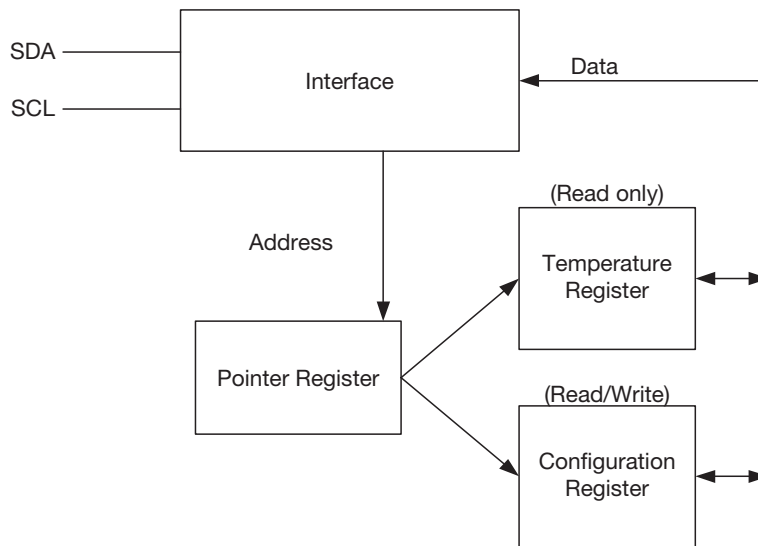 SDA
SCL
Interface
Data
Address
(Read only)
Temperature
Register
Pointer Register
(Read/Write)
Configuration
Register